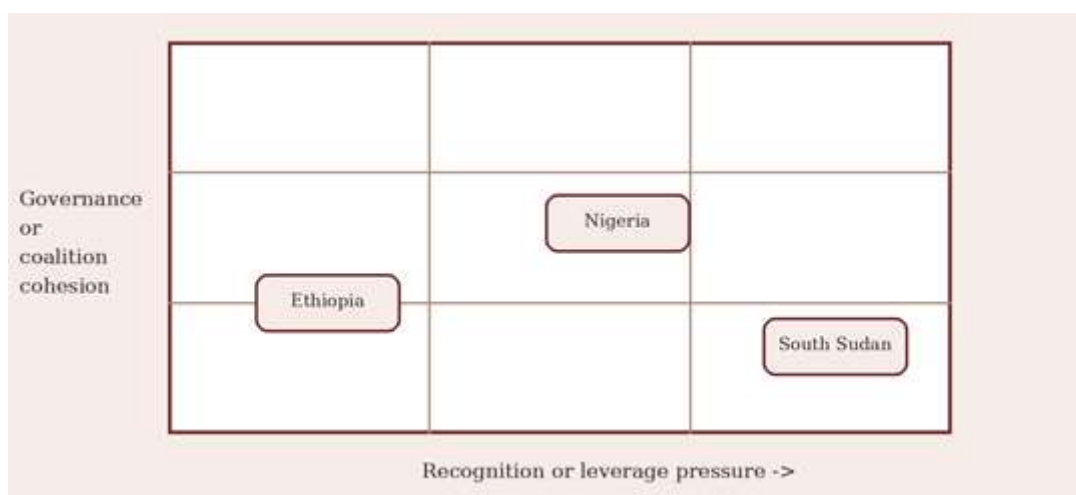 Governance
or
coalition
cohesion
Nigeria
Ethiopia
South Sudan
Recognition or leverage pressure ->